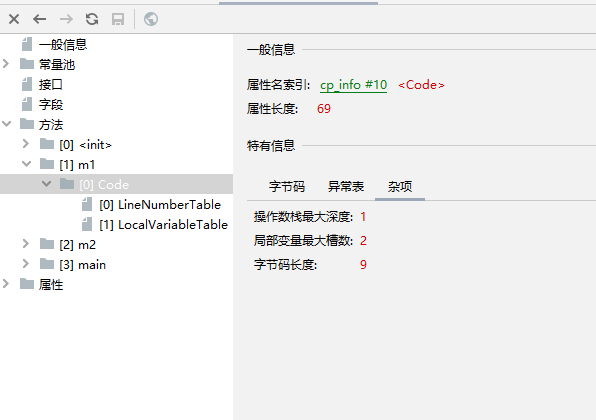 一般信息
常量池
接口
字段
方法
[0] <init>
[1] m1
[0] Code
[0] LineNumberTable
[1] LocalVariableTable
[2] m2
[3] main
属性
一般信息
属性名索引: cp_info #10 <Code>
属性长度: 69
特有信息
字节码 异常表 杂项
操作数栈最大深度: 1
局部变量最大槽数: 2
字节码长度: 9